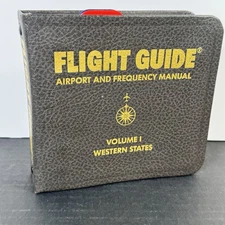 FLIGHT GUIDE®
AIRPORT AND FREQUENCY MANUAL
VOLUME I
WESTERN STATES